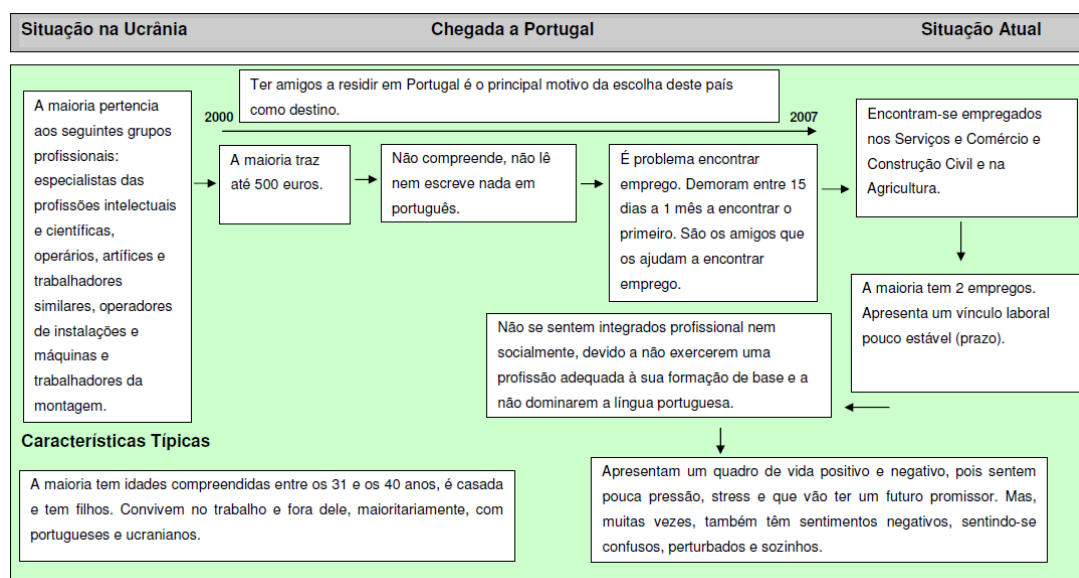 Situação na Ucrânia
Chegada a Portugal
Situação Atual
Ter amigos a residir em Portugal é o principal motivo da escolha deste país
como destino.
2000
2007
A maioria pertencia
aos seguintes grupos
profissionais:
especialistas das
profissões intelectuais
e científicas,
operários, artífices e
trabalhadores
similares, operadores
de instalações e
máquinas e
trabalhadores da
montagem.
A maioria traz
até 500 euros.
Não compreende, não lê
nem escreve nada em
português.
É problema encontrar
emprego. Demoram entre 15
dias a 1 mês a encontrar o
primeiro. São os amigos que
os ajudam a encontrar
emprego.
Encontram-se empregados
nos Serviços e Comércio e
Construção Civil e na
Agricultura.
A maioria tem 2 empregos.
Apresenta um vínculo laboral
pouco estável (prazo).
Não se sentem integrados profissional nem
socialmente, devido a não exercerem uma
profissão adequada à sua formação de base e a
não dominarem a língua portuguesa.
Características Típicas
A maioria tem idades compreendidas entre os 31 e os 40 anos, é casada
e tem filhos. Convivem no trabalho e fora dele, maioritariamente, com
portugueses e ucranianos.
Apresentam um quadro de vida positivo e negativo, pois sentem
pouca pressão, stress e que vão ter um futuro promissor. Mas,
muitas vezes, também têm sentimentos negativos, sentindo-se
confusos, perturbados e sozinhos.